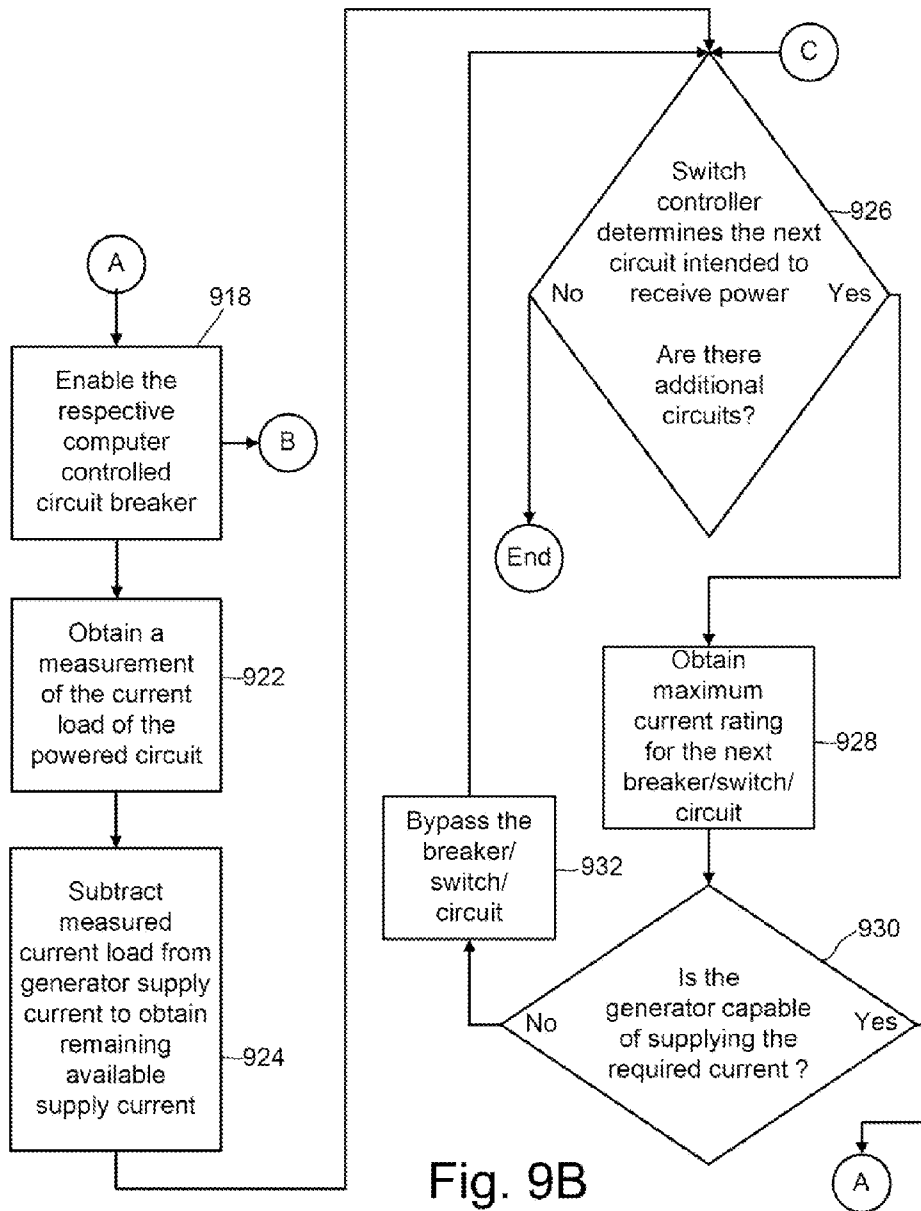 A
918
Enable the
respective
computer
controlled
circuit breaker
B
Obtain a
measurement
of the current
load of the
powered circuit
922
Subtract
measured
current load from
generator supply
current to obtain
remaining
available
supply current
924
C
Switch
controller
determines the next
circuit intended to
receive power
Are there
additional
circuits?
926
No
Yes
End
Obtain
maximum
current rating
for the next
breaker/switch/
circuit
928
Bypass the
breaker/
switch/
circuit
932
930
Is the
generator capable
of supplying the
required current ?
No
Yes
A
Fig. 9B